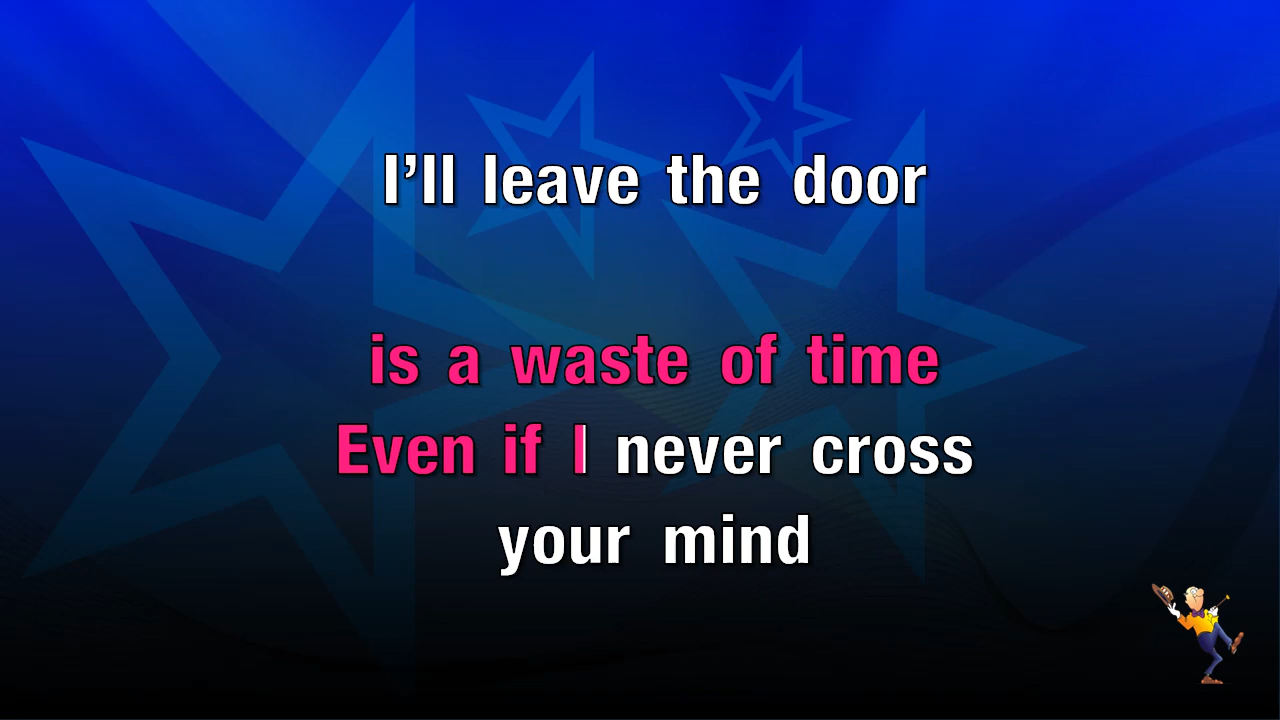 I’ll leave the door
is a waste of time
Even if I never cross
your mind